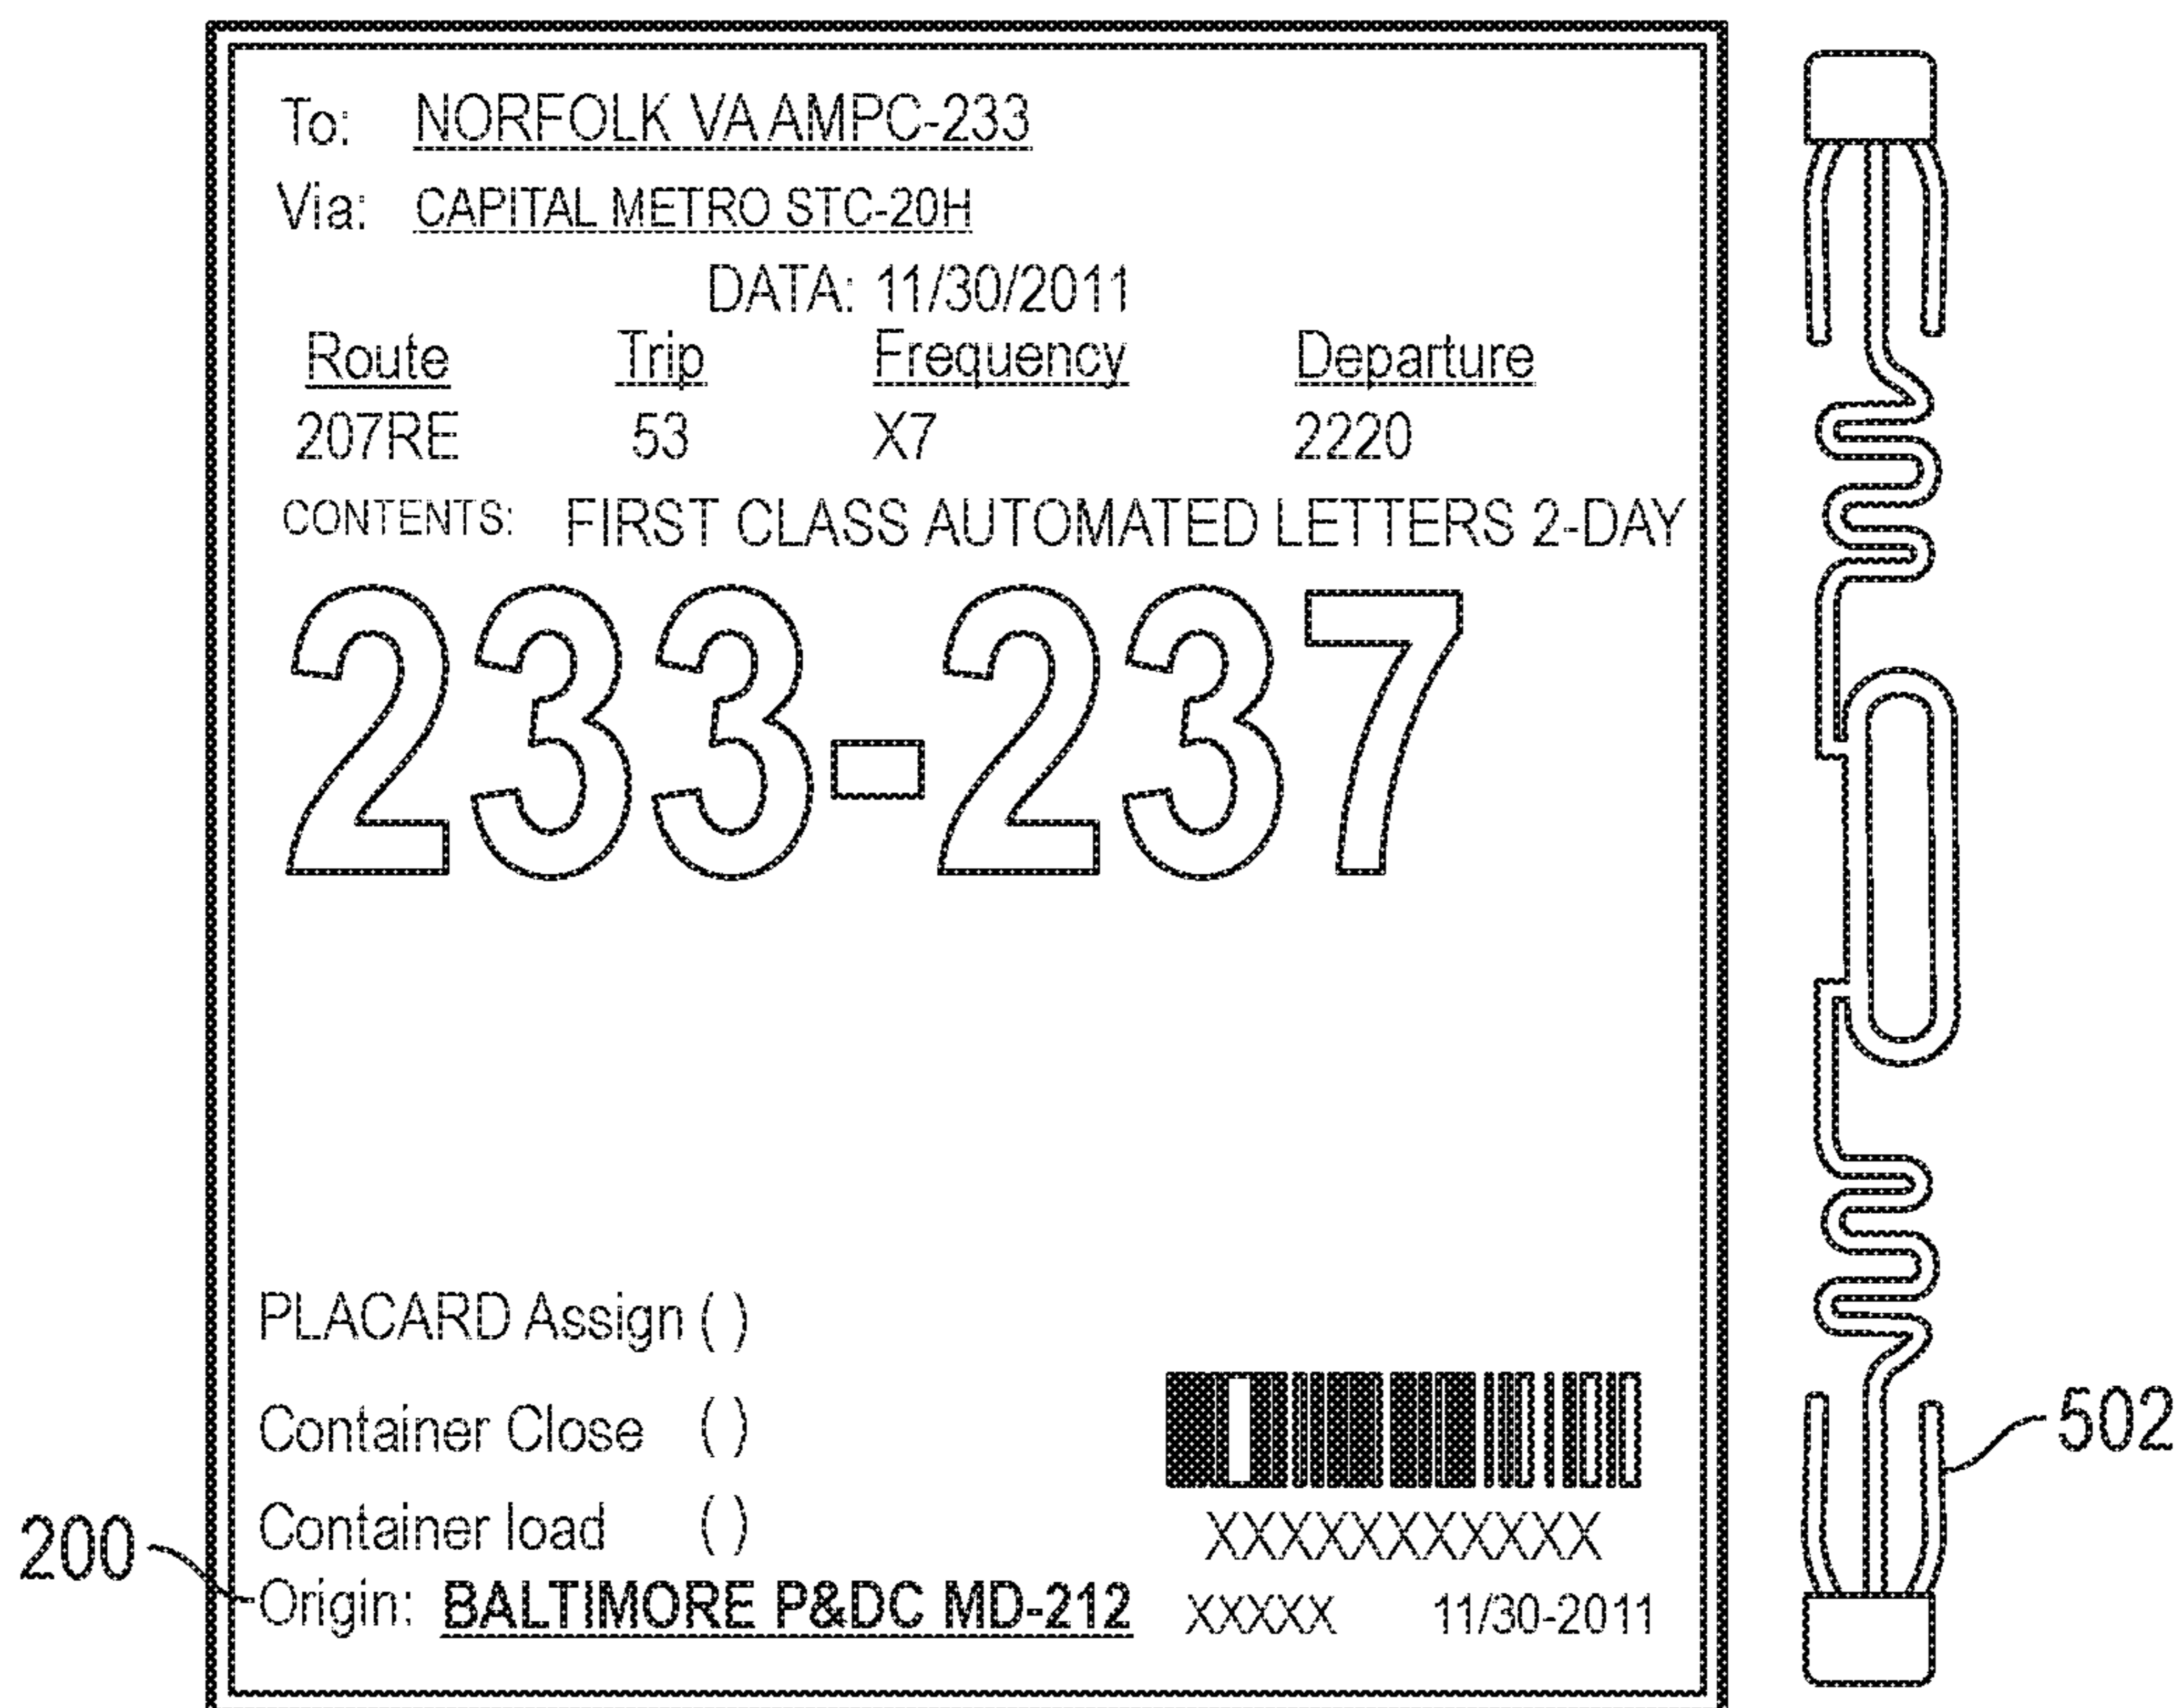 To: NORFOLK VA AMPC-233
Via: CAPITAL METRO STC-20H
DATA: 11/30/2011
Route Trip Frequency Departure
207RE 53 X7 2220
CONTENTS: FIRST CLASS AUTOMATED LETTERS 2-DAY
233-237
PLACARD Assign ( )
Container Close ( )
Container load ( )
XXXXXXXXXXX
Origin: BALTIMORE P&DC MD-212 XXXXX 11/30-2011
200
502